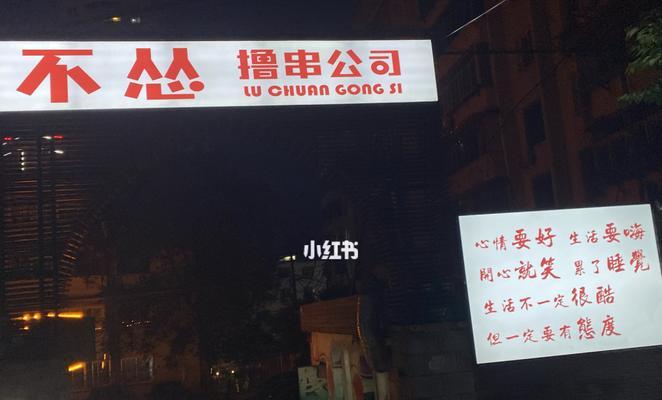 不怂 撸串公司
LU CHUAN GONG SI
小红书
心情要好 生活要嗨
開心就笑 累了睡覺
生活不一定很酷
但一定要有態度